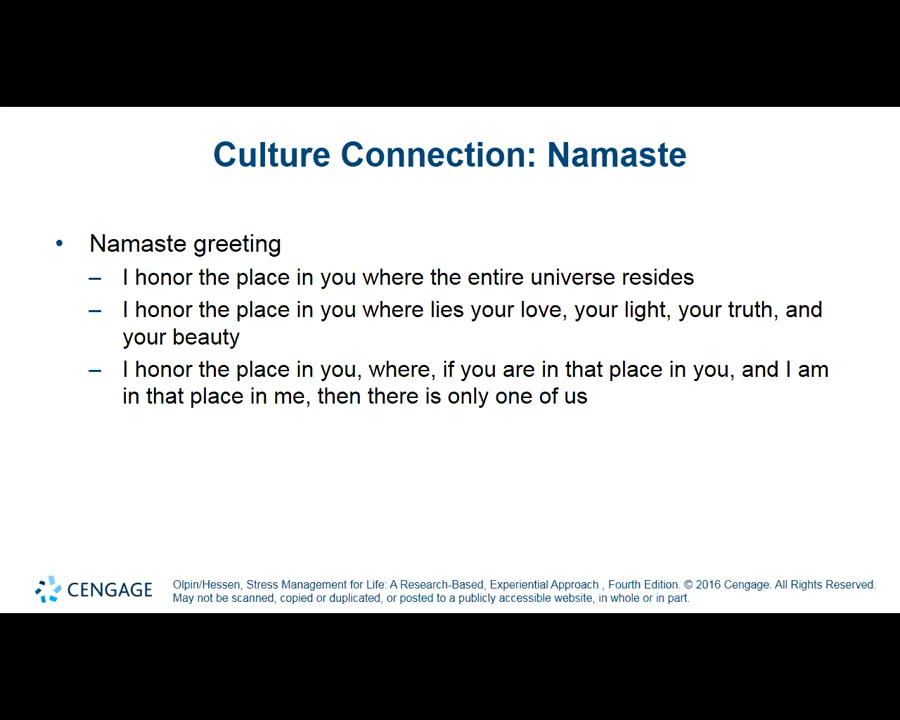 Culture Connection: Namaste
• Namaste greeting
– I honor the place in you where the entire universe resides
– I honor the place in you where lies your love, your light, your truth, and
your beauty
– I honor the place in you, where, if you are in that place in you, and I am
in that place in me, then there is only one of us
CENGAGE
Olpin/Hessen, Stress Management for Life: A Research-Based, Experiential Approach , Fourth Edition. © 2016 Cengage. All Rights Reserved.
May not be scanned, copied or duplicated, or posted to a publicly accessible website, in whole or in part.